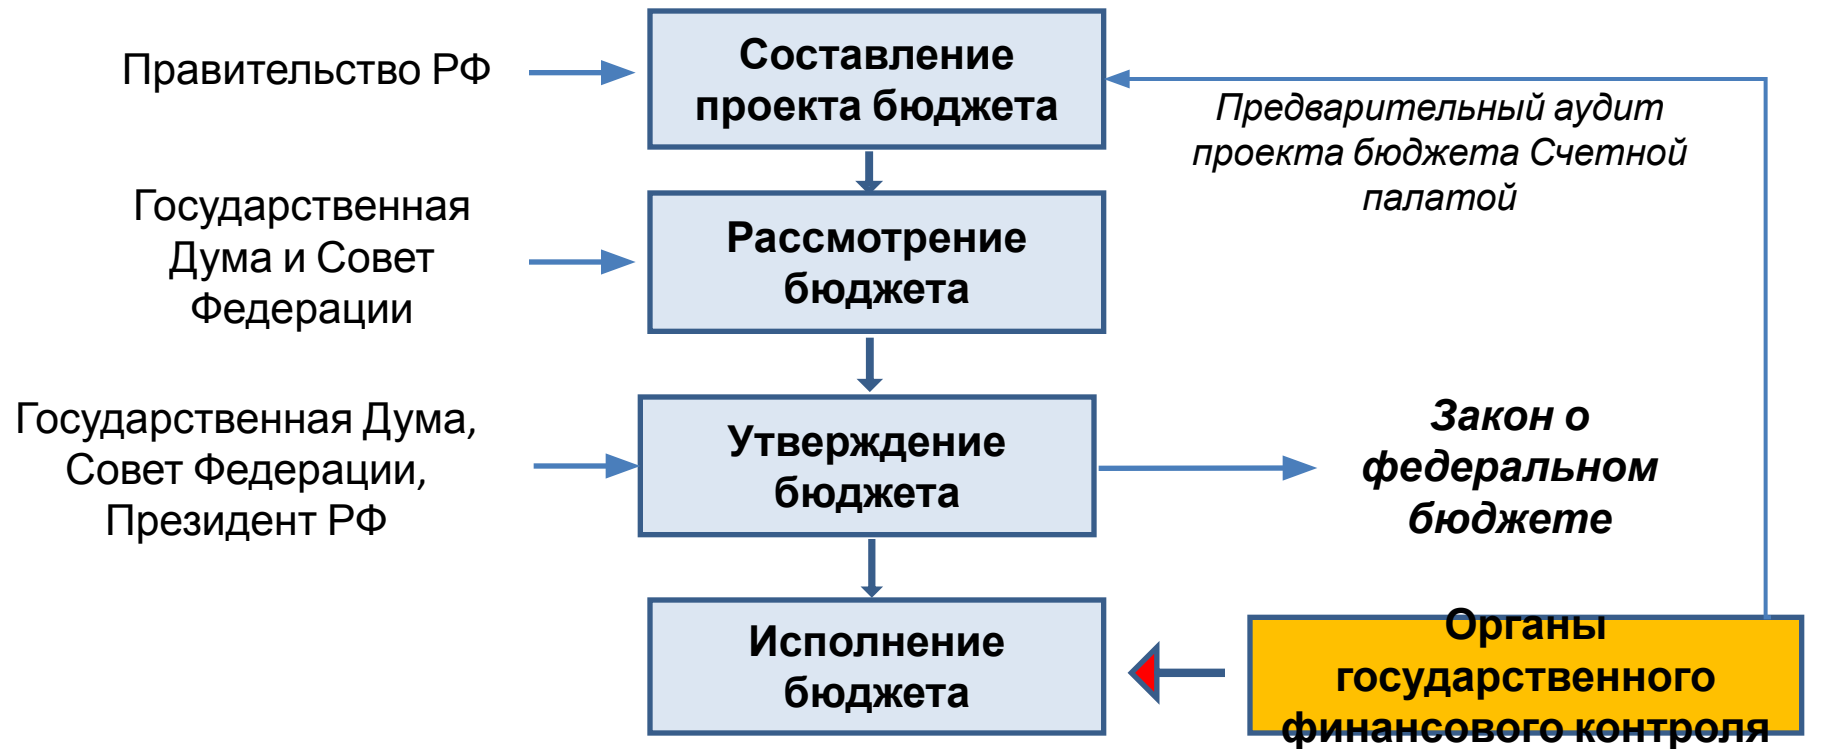 Правительство РФ
Составление
проекта бюджета
Предварительный аудит
проекта бюджета Счетной
палатой
Государственная
Дума и Совет
Федерации
Рассмотрение
бюджета
Государственная Дума,
Совет Федерации,
Президент РФ
Утверждение
бюджета
Закон о
федеральном
бюджете
Исполнение
бюджета
Органы
государственного
финансового контроля